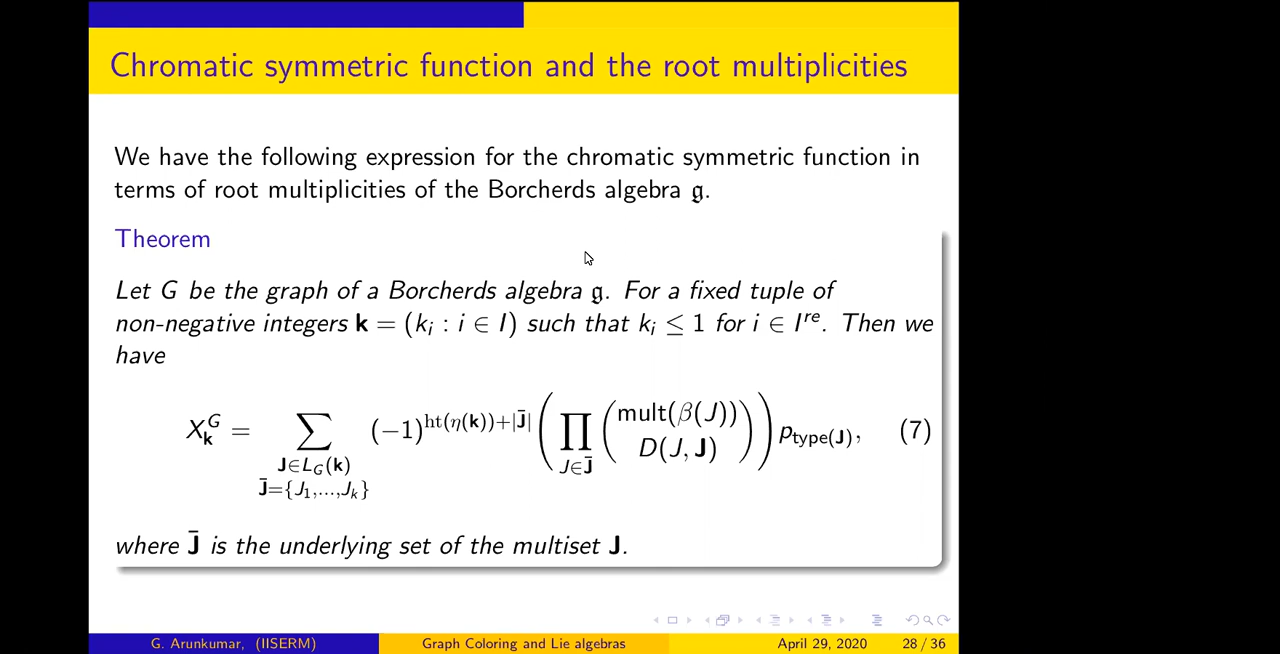 Chromatic symmetric function and the root multiplicities
We have the following expression for the chromatic symmetric function in
terms of root multiplicities of the Borcherds algebra 𝔤.
Theorem
Let G be the graph of a Borcherds algebra 𝔤. For a fixed tuple of
non-negative integers 𝐤 = (k_i : i ∈ I) such that k_i ≤ 1 for i ∈ I^{re}. Then we
have
X_𝐤^G = ∑_{𝐉∈L_G(𝐤), 𝐉̄={J_1,...,J_k}} (-1)^{ht(η(𝐤))+|𝐉̄|} (∏_{J∈𝐉̄} \binom{mult(β(J))}{D(J, 𝐉)}) p_{type(𝐉)}, (7)
where 𝐉̄ is the underlying set of the multiset 𝐉.
G. Arunkumar, (IISERM) Graph Coloring and Lie algebras April 29, 2020 28 / 36